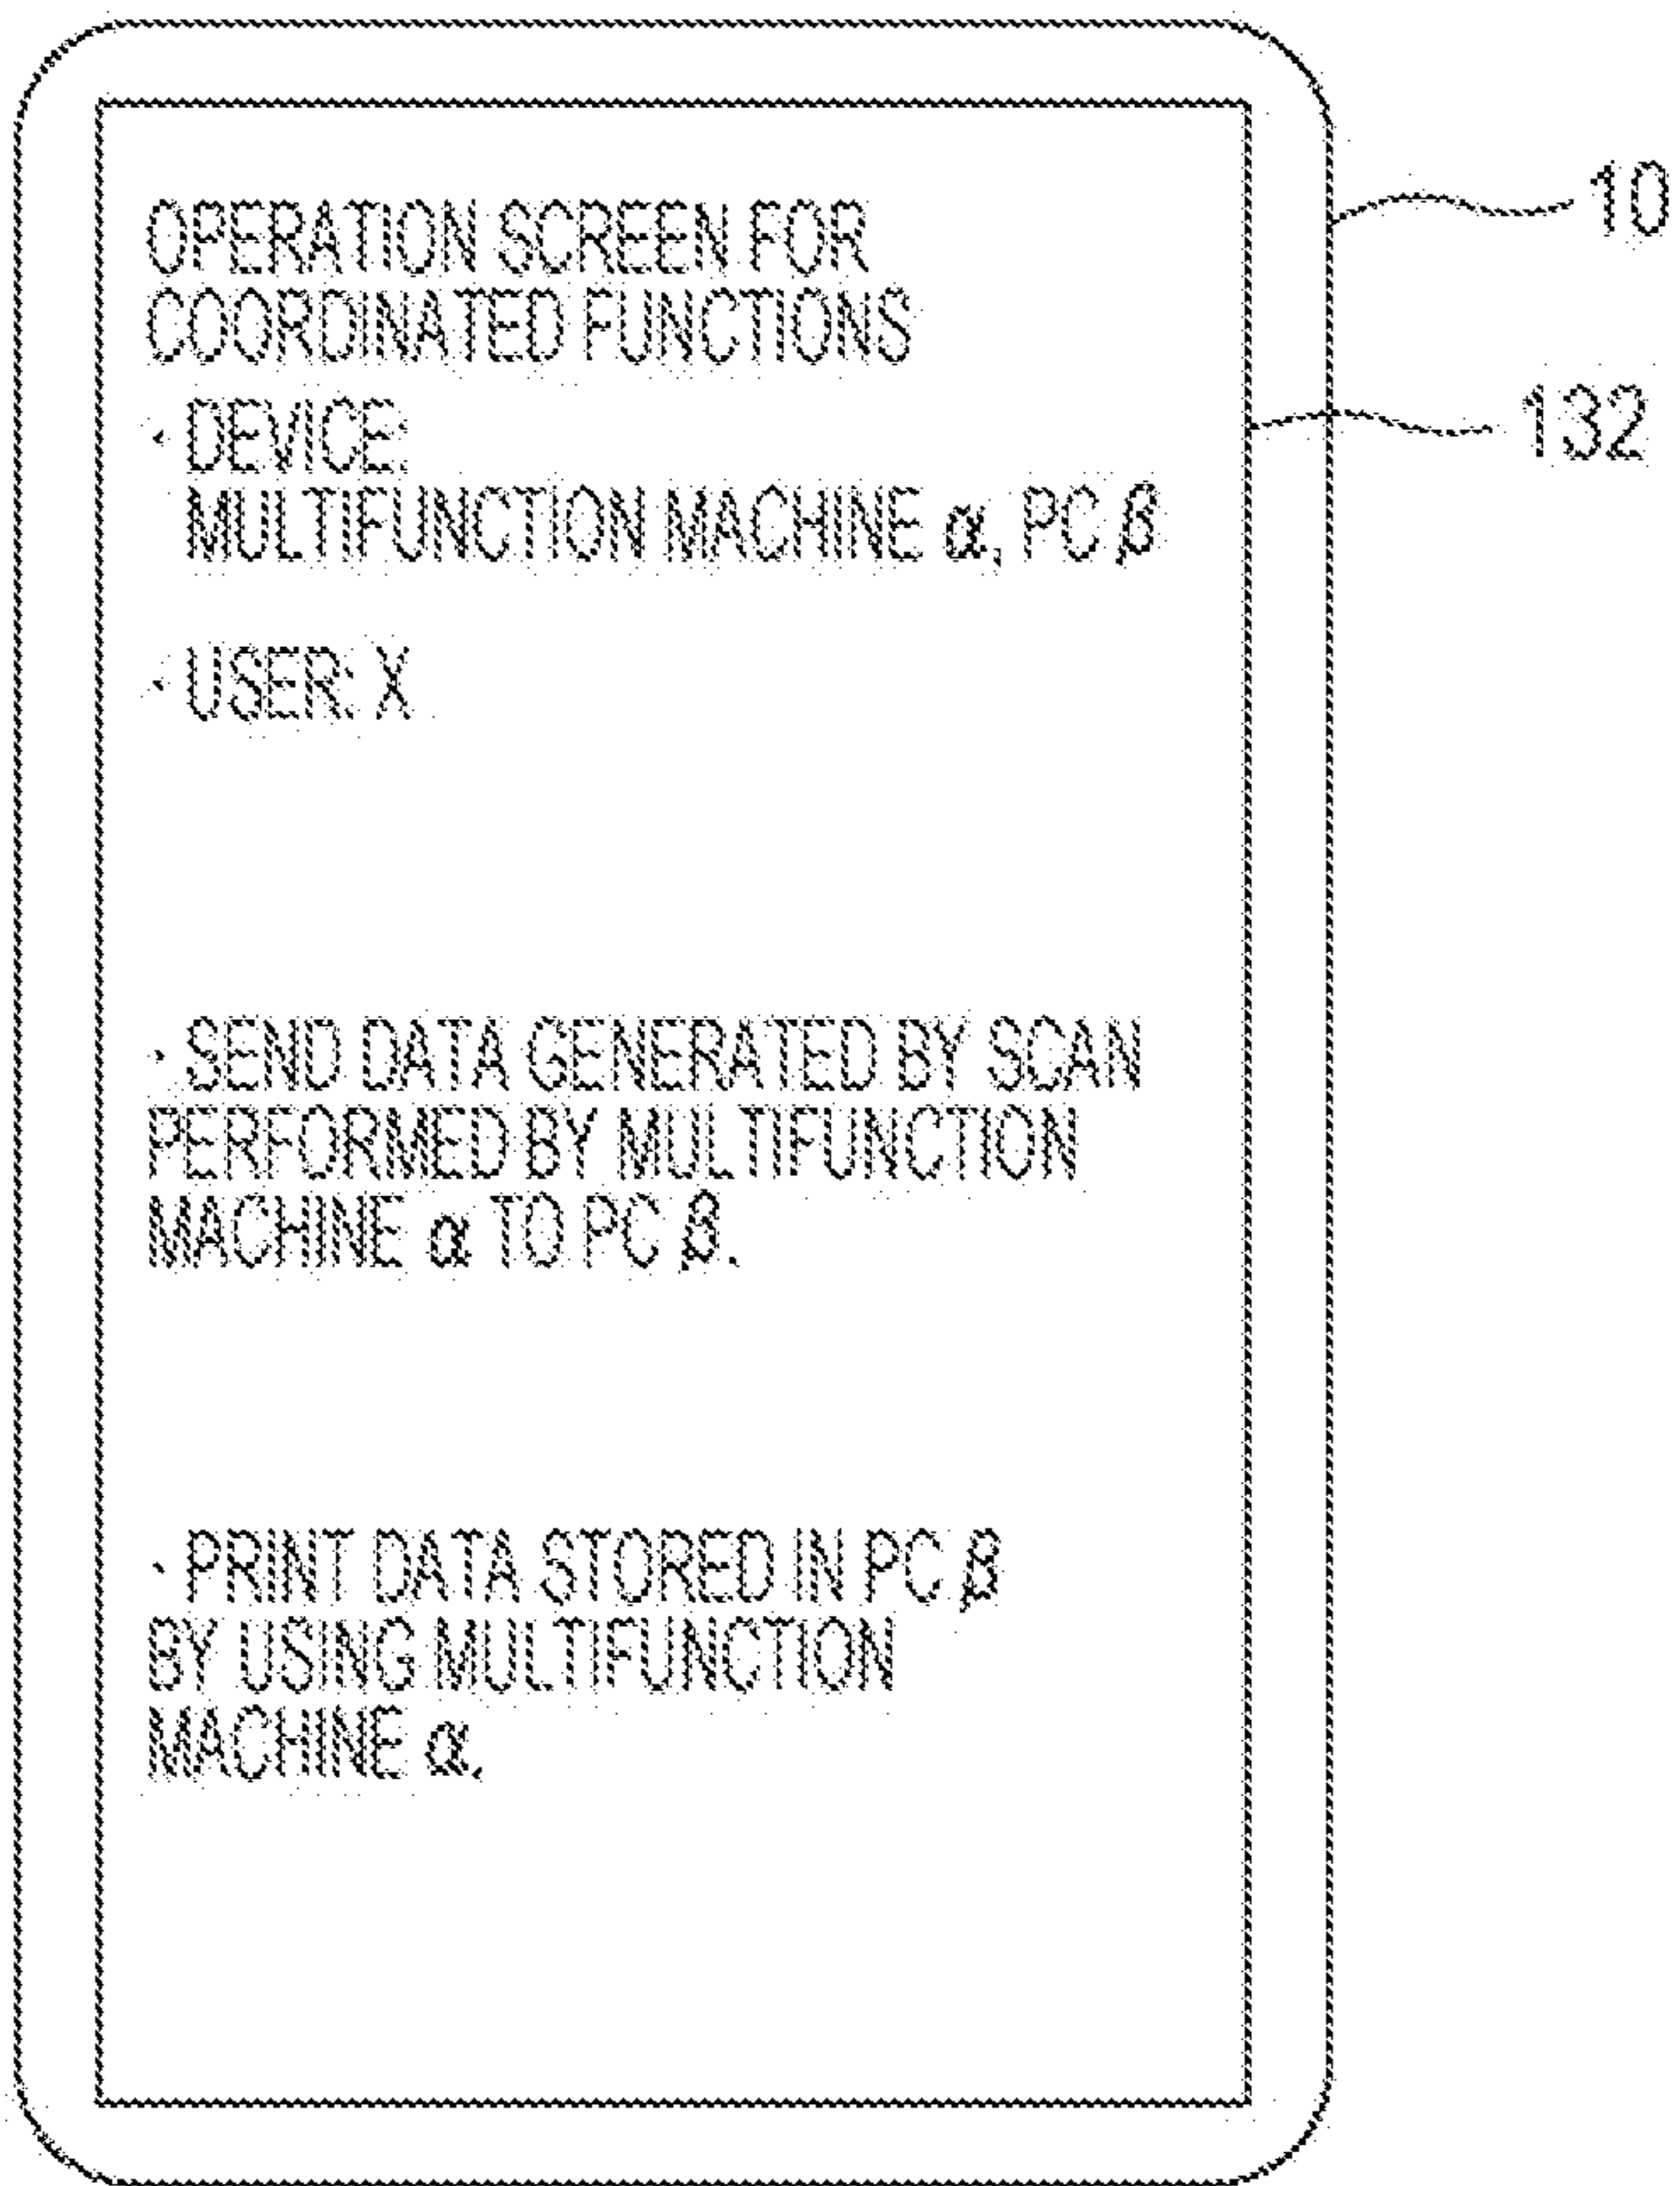 OPERATION SCREEN FOR
COORDINATED FUNCTIONS
· DEVICE:
MULTIFUNCTION MACHINE α, PC β
· USER: X
· SEND DATA GENERATED BY SCAN
PERFORMED BY MULTIFUNCTION
MACHINE α TO PC β.
· PRINT DATA STORED IN PC β
BY USING MULTIFUNCTION
MACHINE α.
10
132